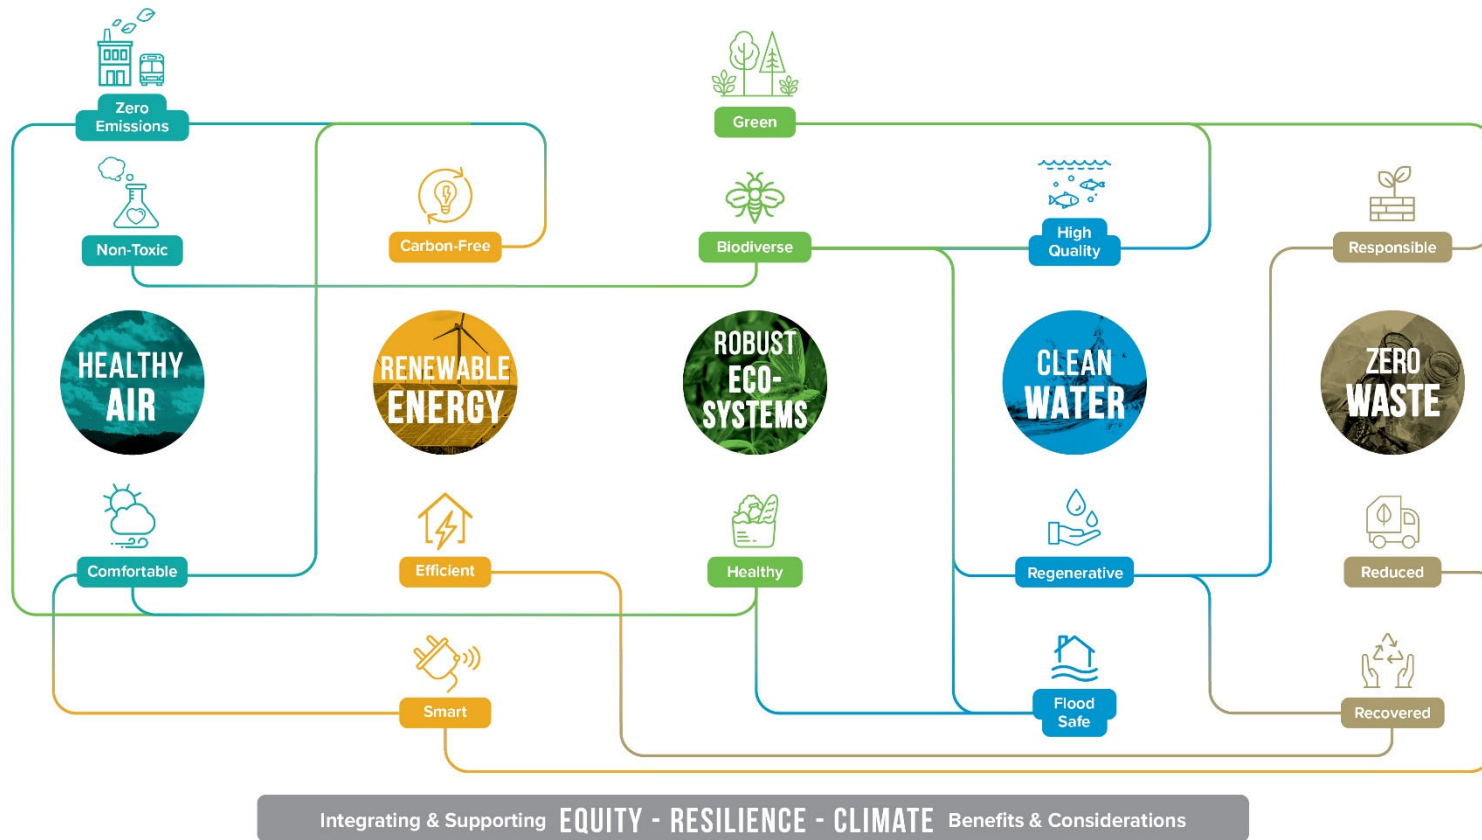 Zero
Emissions
Green
Non-Toxic
Carbon-Free
Biodiverse
High
Quality
Responsible
HEALTHY
AIR
RENEWABLE
ENERGY
ROBUST
ECO-
SYSTEMS
CLEAN
WATER
ZERO
WASTE
Comfortable
Efficient
Healthy
Regenerative
Reduced
Smart
Flood
Safe
Recovered
Integrating & Supporting EQUITY - RESILIENCE - CLIMATE Benefits & Considerations